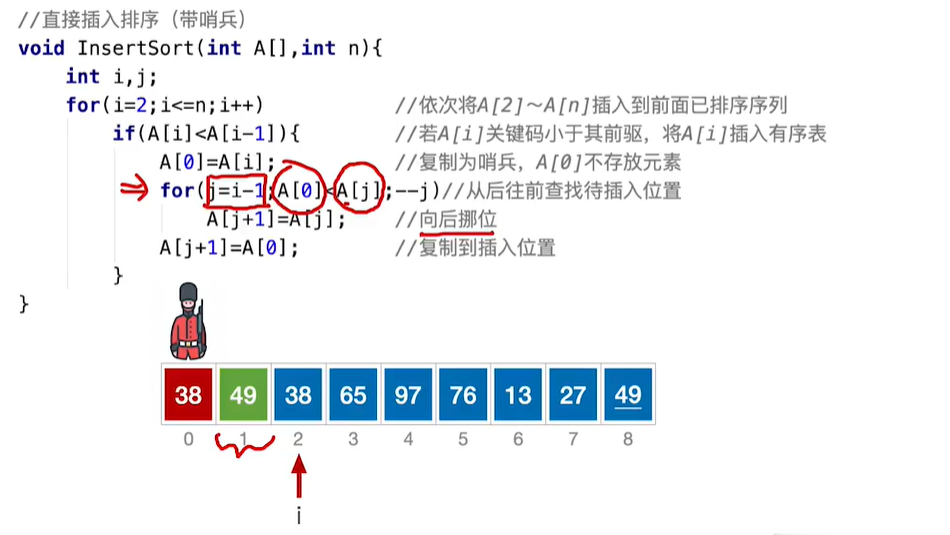 //直接插入排序（带哨兵）
void InsertSort(int A[],int n){
int i,j;
for(i=2;i<=n;i++) //依次将A[2]～A[n]插入到前面已排序序列
if(A[i]<A[i-1]){ //若A[i]关键码小于其前驱，将A[i]插入有序表
A[0]=A[i]; //复制为哨兵，A[0]不存放元素
for(j=i-1;A[0]<A[j];--j)//从后往前查找待插入位置
A[j+1]=A[j]; //向后挪位
A[j+1]=A[0]; //复制到插入位置
}
}
38 49 38 65 97 76 13 27 49
0 1 2 3 4 5 6 7 8
i